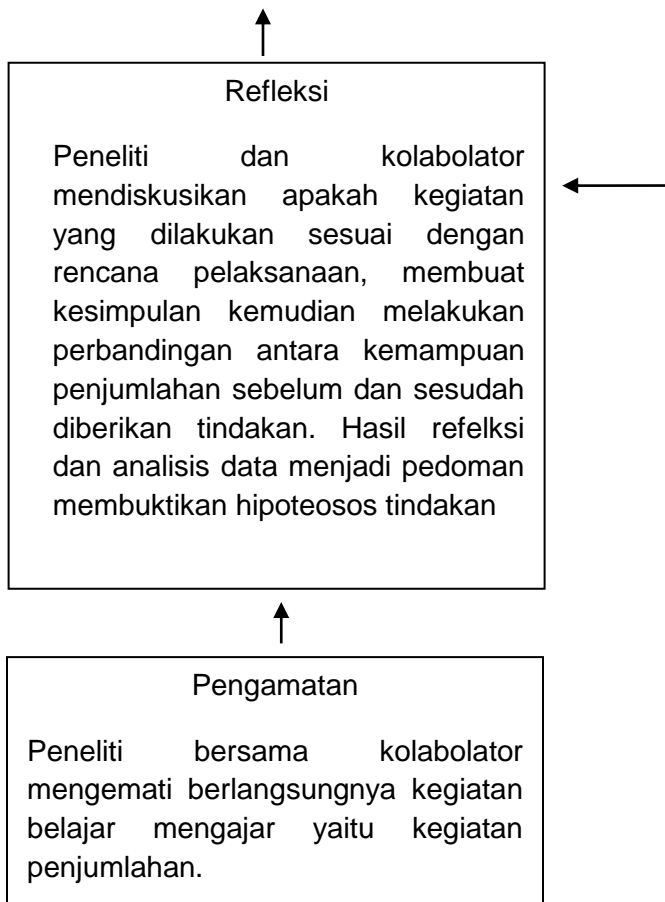 Refleksi
Peneliti dan kolabolator
mendiskusikan apakah kegiatan
yang dilakukan sesuai dengan
rencana pelaksanaan, membuat
kesimpulan kemudian melakukan
perbandingan antara kemampuan
penjumlahan sebelum dan sesudah
diberikan tindakan. Hasil refelksi
dan analisis data menjadi pedoman
membuktikan hipoteosos tindakan
Pengamatan
Peneliti bersama kolabolator
mengemati berlangsungnya kegiatan
belajar mengajar yaitu kegiatan
penjumlahan.